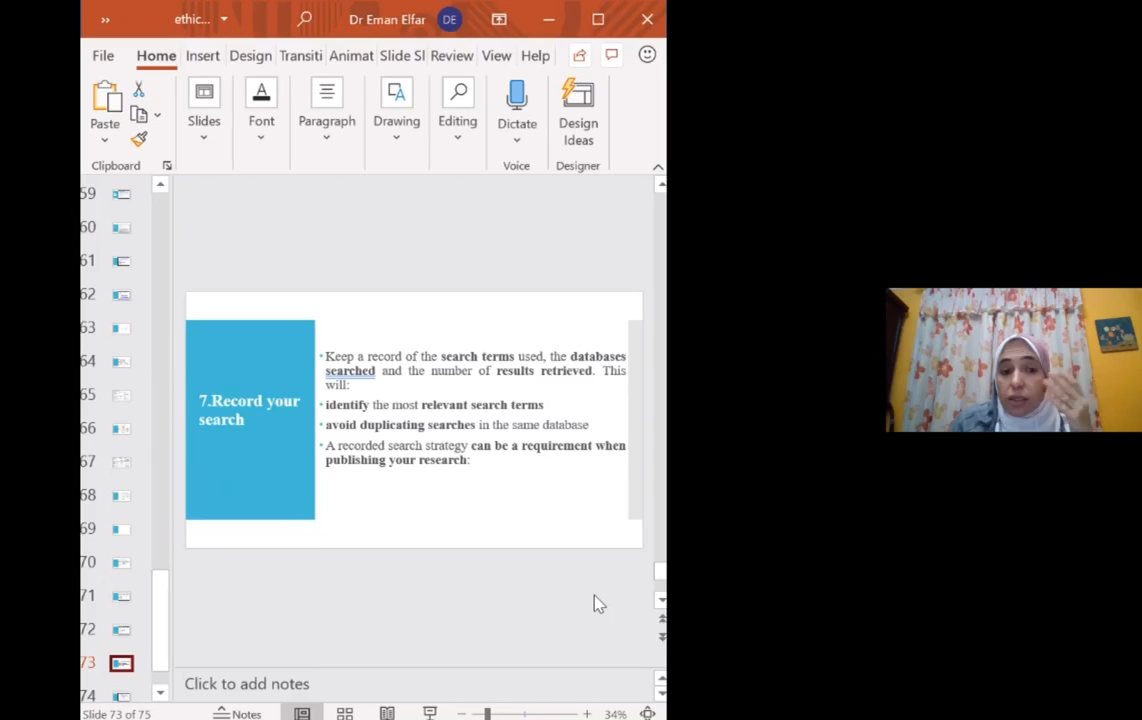 ethic...
Dr Eman Elfar
DE
File Home Insert Design Transiti Animat Slide Sl Review View Help
Paste
Slides
Font
Paragraph
Drawing
Editing
Dictate
Design
Ideas
Clipboard
Voice
Designer
59
60
61
62
63
64
65
66
67
68
69
70
71
72
73
74
7.Record your
search
Keep a record of the search terms used, the databases
searched and the number of results retrieved. This
will:
identify the most relevant search terms
avoid duplicating searches in the same database
A recorded search strategy can be a requirement when
publishing your research:
Click to add notes
Slide 73 of 75
Notes
34%